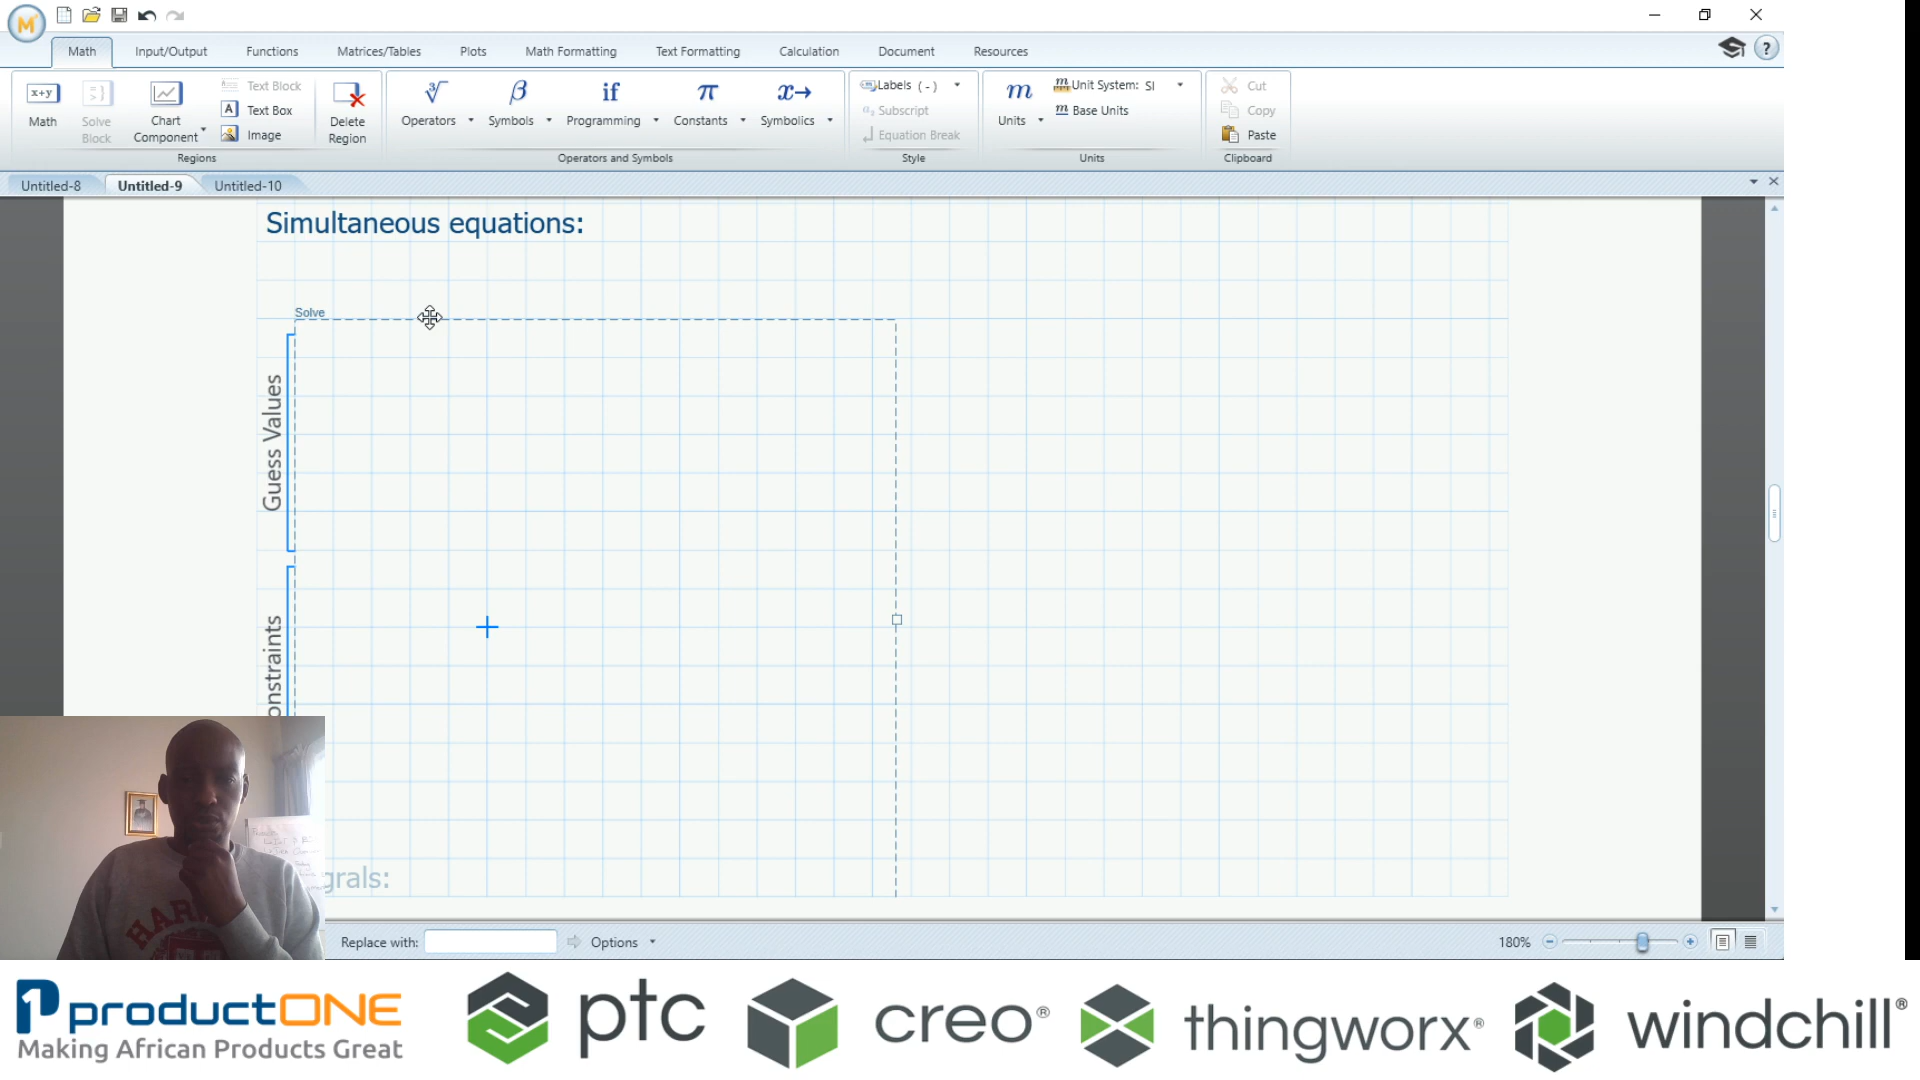 Math
Input/Output
Functions
Matrices/Tables
Plots
Math Formatting
Text Formatting
Calculation
Document
Resources
Math
Solve Block
Chart Component
Text Block
Text Box
Image
Delete Region
Regions
Operators
Symbols
if
Programming
π
Constants
Symbolics
Operators and Symbols
Labels ( - )
Subscript
Equation Break
Style
Units
Unit System: SI
Base Units
Units
Cut
Copy
Paste
Clipboard
Untitled-8
Untitled-9
Untitled-10
Simultaneous equations:
Solve
Guess Values
onstraints
grals:
Replace with:
Options
180%
productONE
Making African Products Great
ptc
creo®
thingworx®
windchill®